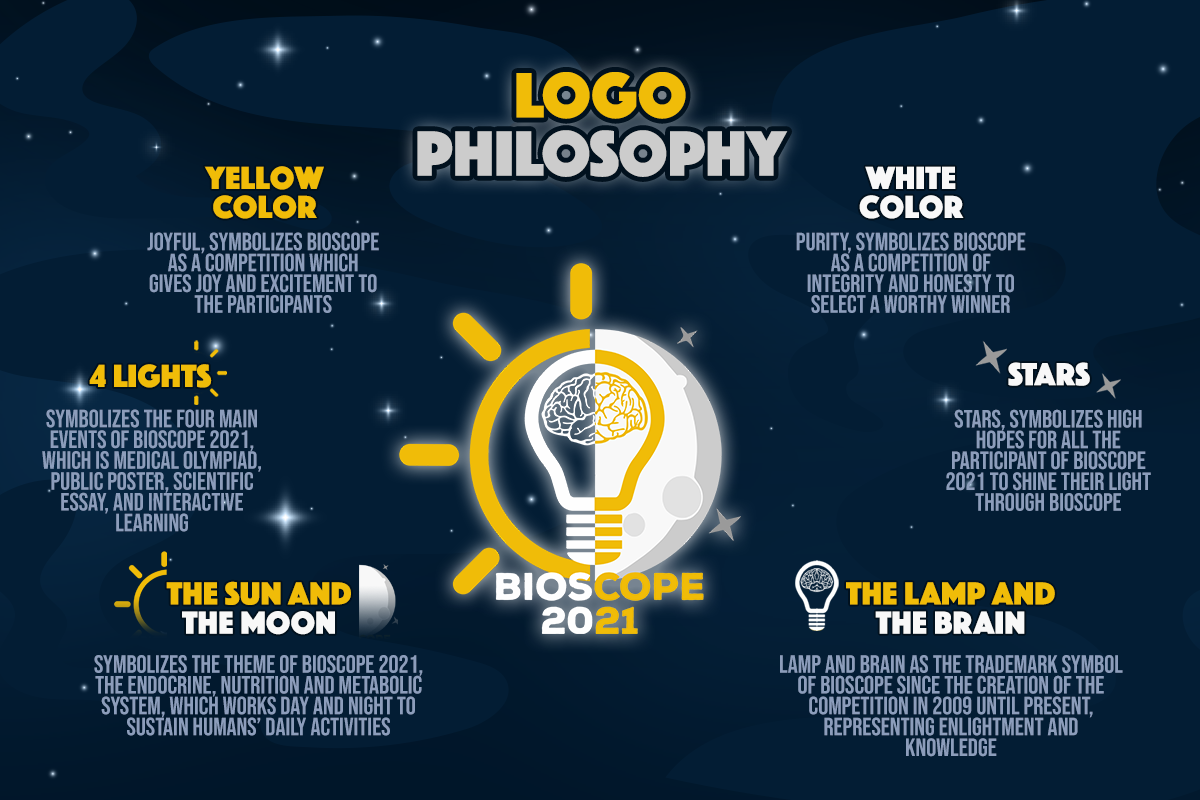 LOGO
PHILOSOPHY
YELLOW
COLOR
JOYFUL, SYMBOLIZES BIOSCOPE
AS A COMPETITION WHICH
GIVES JOY AND EXCITEMENT TO
THE PARTICIPANTS
WHITE
COLOR
PURITY, SYMBOLIZES BIOSCOPE
AS A COMPETITION OF
INTEGRITY AND HONESTY TO
SELECT A WORTHY WINNER
4 LIGHTS
SYMBOLIZES THE FOUR MAIN
EVENTS OF BIOSCOPE 2021,
WHICH IS MEDICAL OLYMPIAD,
PUBLIC POSTER, SCIENTIFIC
ESSAY, AND INTERACTIVE
LEARNING
STARS
STARS, SYMBOLIZES HIGH
HOPES FOR ALL THE
PARTICIPANT OF BIOSCOPE
2021 TO SHINE THEIR LIGHT
THROUGH BIOSCOPE
BIOSCOPE
2021
THE SUN AND
THE MOON
SYMBOLIZES THE THEME OF BIOSCOPE 2021,
THE ENDOCRINE, NUTRITION AND METABOLIC
SYSTEM, WHICH WORKS DAY AND NIGHT TO
SUSTAIN HUMANS' DAILY ACTIVITIES
THE LAMP AND
THE BRAIN
LAMP AND BRAIN AS THE TRADEMARK SYMBOL
OF BIOSCOPE SINCE THE CREATION OF THE
COMPETITION IN 2009 UNTIL PRESENT,
REPRESENTING ENLIGHTMENT AND
KNOWLEDGE